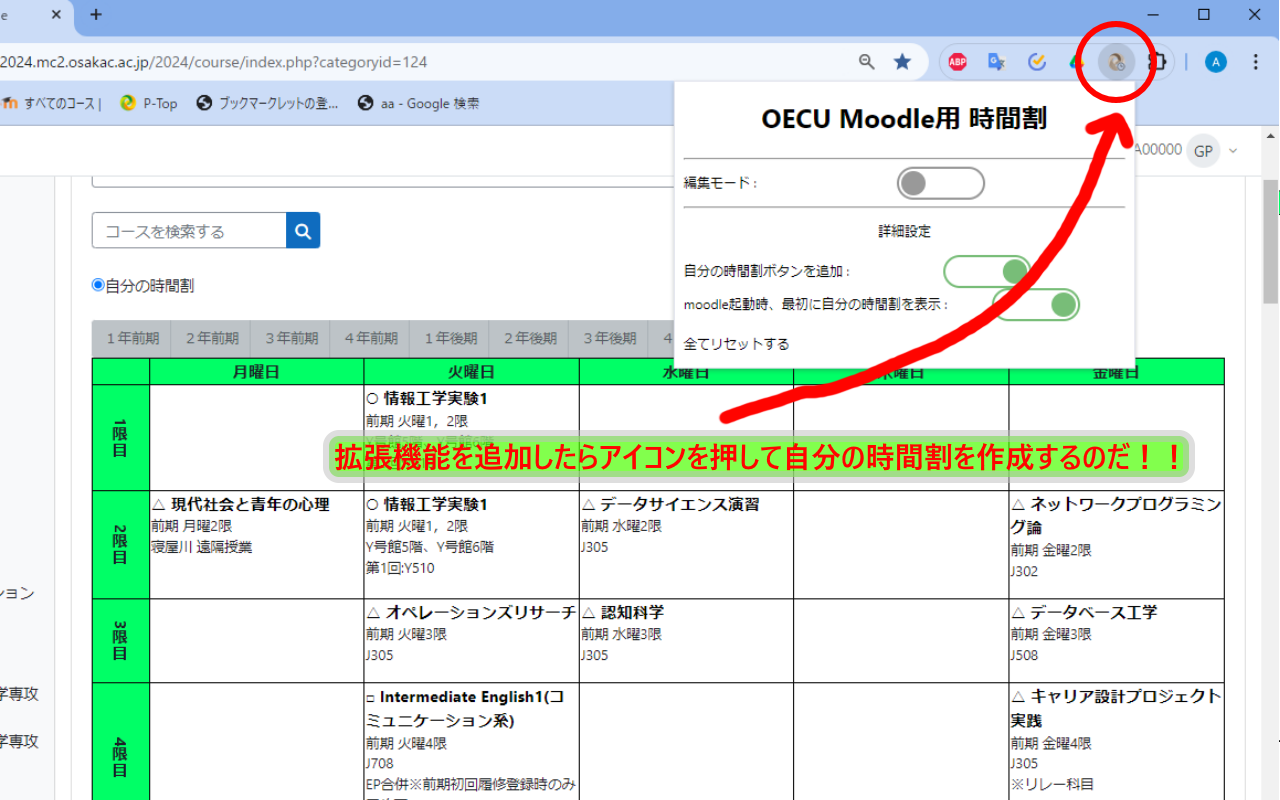 e
2024.mc2.osakac.ac.jp/2024/course/index.php?categoryid=124
ABP
A
すべてのコース |
P-Top
ブックマークレットの登...
aa - Google 検索
OECU Moodle用 時間割
A00000 GP
編集モード :
詳細設定
自分の時間割ボタンを追加 :
moodle起動時、最初に自分の時間割を表示 :
全てリセットする
コースを検索する
自分の時間割
1年前期 2年前期 3年前期 4年前期 1年後期 2年後期 3年後期 4
月曜日 火曜日 水曜日 木曜日 金曜日
1限目
○ 情報工学実験1
前期 火曜1，2限
拡張機能を追加したらアイコンを押して自分の時間割を作成するのだ！！
2限目
△ 現代社会と青年の心理
前期 月曜2限
寝屋川 遠隔授業
○ 情報工学実験1
前期 火曜1，2限
Y号館5階、Y号館6階
第1回:Y510
△ データサイエンス演習
前期 水曜2限
J305
△ ネットワークプログラミン
グ論
前期 金曜2限
J302
3限目
△ オペレーションズリサーチ
前期 火曜3限
J305
△ 認知科学
前期 水曜3限
J305
△ データベース工学
前期 金曜3限
J508
4限目
□ Intermediate English1(コ
ミュニケーション系)
前期 火曜4限
J708
EP合併※前期初回履修登録時のみ
△ キャリア設計プロジェクト
実践
前期 金曜4限
J305
※リレー科目
ション
学専攻
学専攻